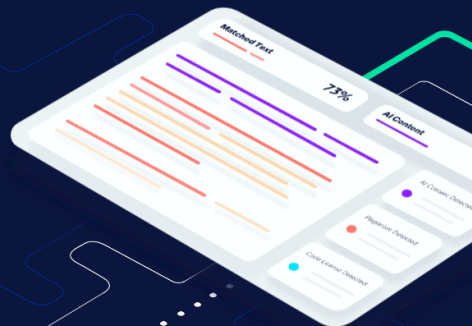 Matched Text
73%
AI Content
AI Content Detected
Plagiarism Detected
Code License Detected